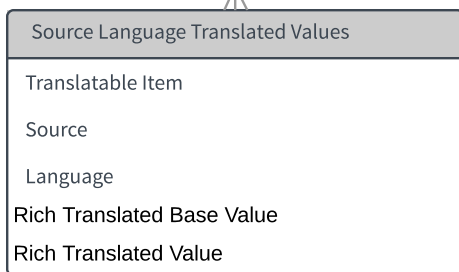 Source Language Translated Values
Translatable Item
Source
Language
Rich Translated Base Value
Rich Translated Value